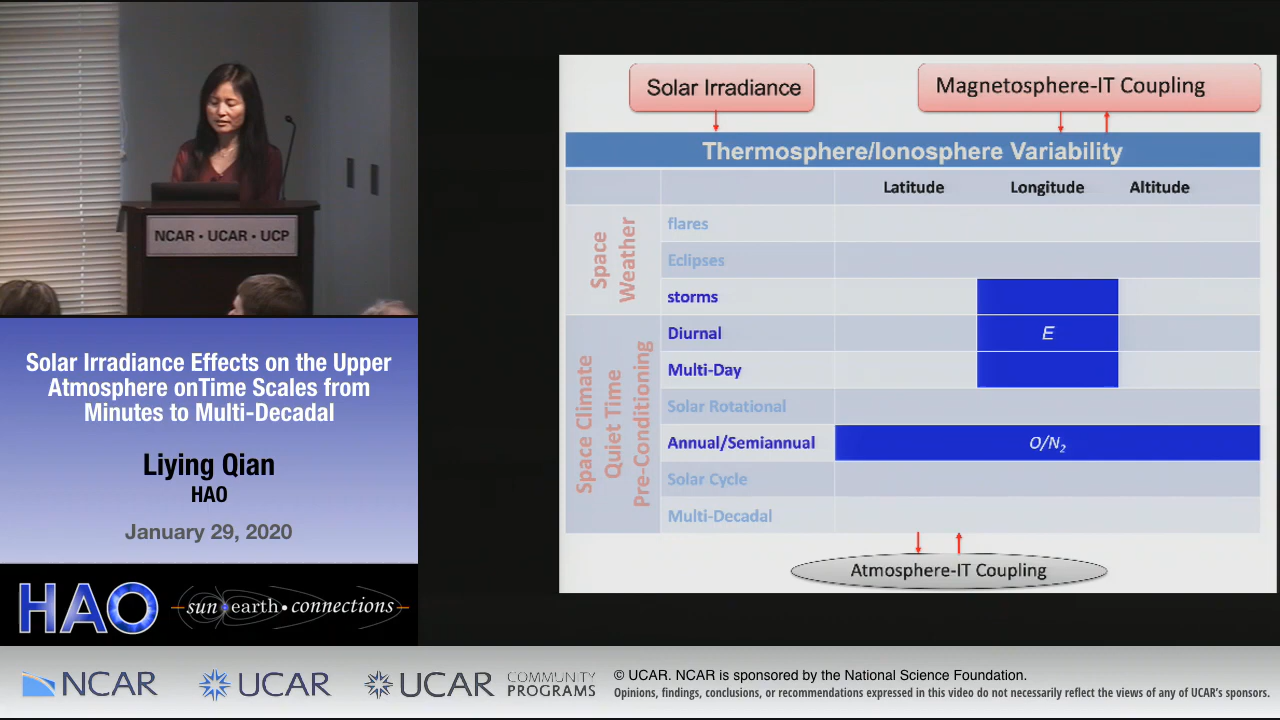 Solar Irradiance
Magnetosphere-IT Coupling
Thermosphere/Ionosphere Variability
Latitude Longitude Altitude
Space
Weather
flares
Eclipses
storms
Space Climate
Quiet Time
Pre-Conditioning
Diurnal E
Multi-Day
Solar Rotational
Annual/Semiannual O/N₂
Solar Cycle
Multi-Decadal
Atmosphere-IT Coupling
NCAR • UCAR • UCP
Solar Irradiance Effects on the Upper
Atmosphere onTime Scales from
Minutes to Multi-Decadal
Liying Qian
HAO
January 29, 2020
HAO sun•earth•connections
NCAR UCAR UCAR COMMUNITY
PROGRAMS
© UCAR. NCAR is sponsored by the National Science Foundation.
Opinions, findings, conclusions, or recommendations expressed in this video do not necessarily reflect the views of any of UCAR's sponsors.